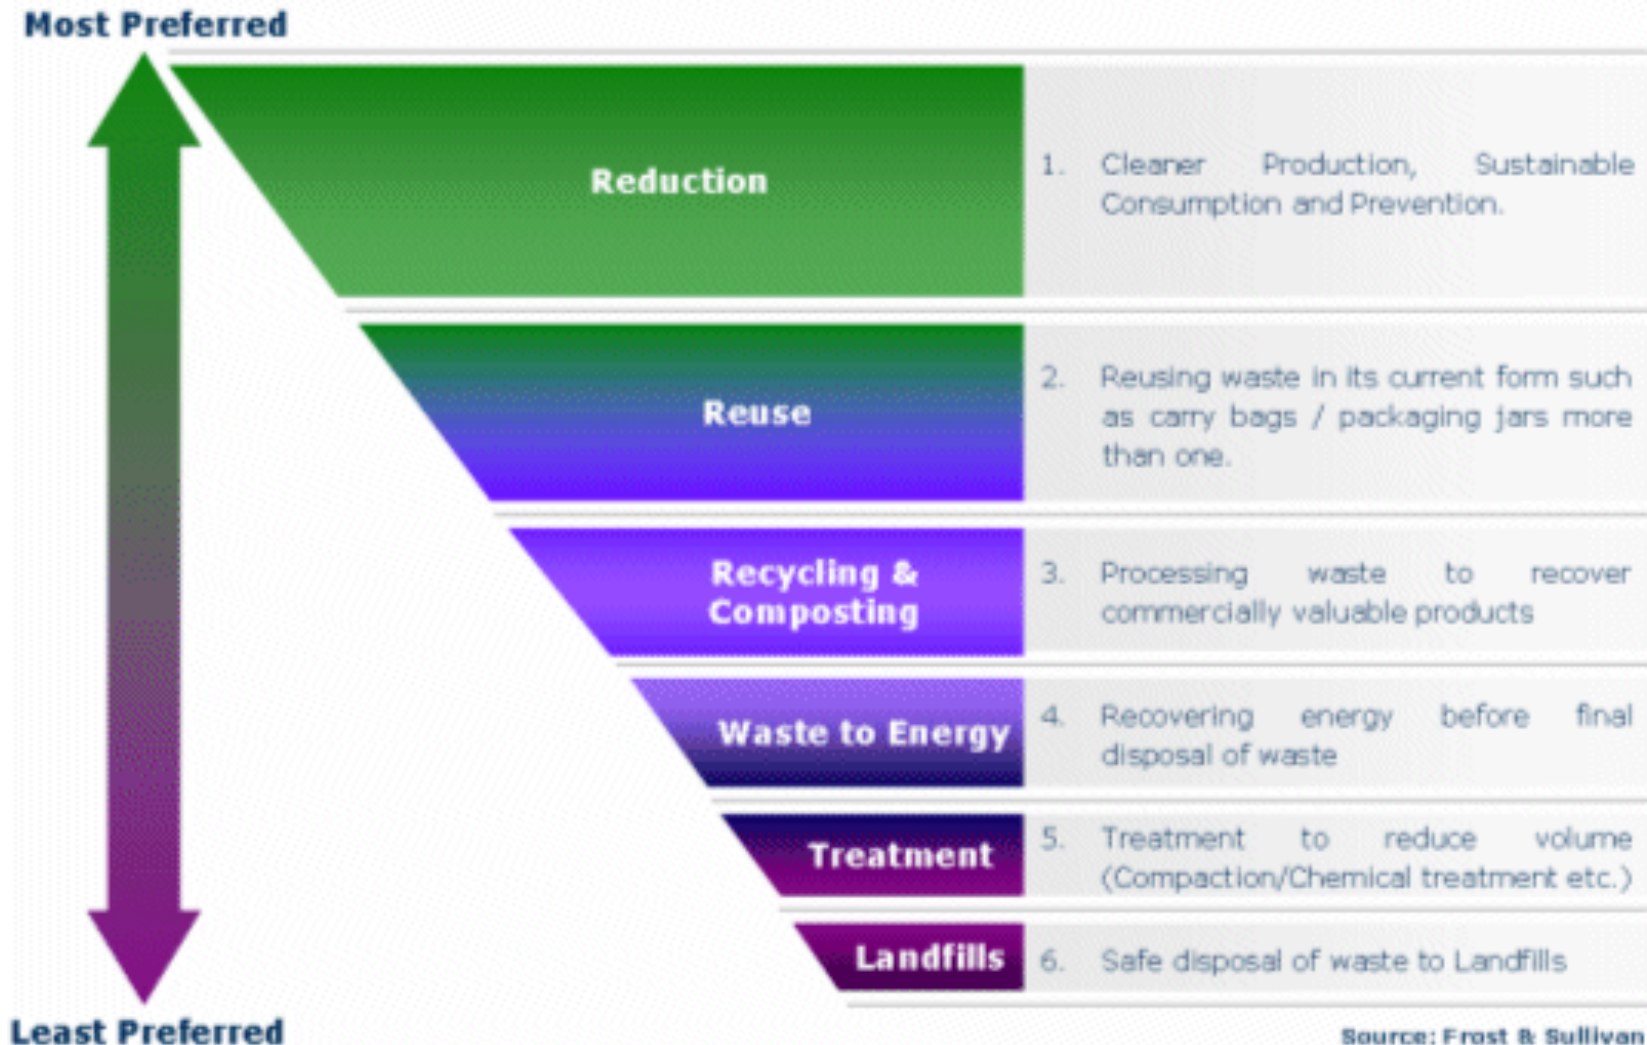 Most Preferred
Reduction
1. Cleaner Production, Sustainable
Consumption and Prevention.
Reuse
2. Reusing waste in its current form such
as carry bags / packaging jars more
than one.
Recycling &
Composting
3. Processing waste to recover
commercially valuable products
Waste to Energy
4. Recovering energy before final
disposal of waste
Treatment
5. Treatment to reduce volume
(Compaction/Chemical treatment etc.)
Landfills
6. Safe disposal of waste to Landfills
Least Preferred
Source: Frost & Sullivan